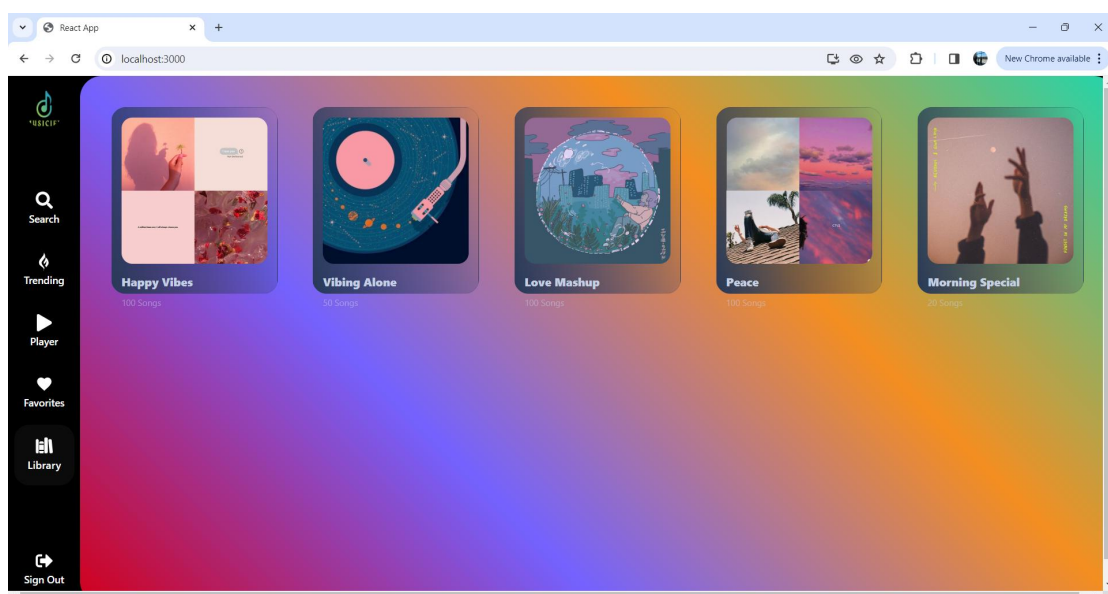 React App
localhost:3000
New Chrome available
Search
Trending
Player
Favorites
Library
Sign Out
Happy Vibes
100 Songs
Vibing Alone
50 Songs
Love Mashup
100 Songs
Peace
100 Songs
Morning Special
20 Songs